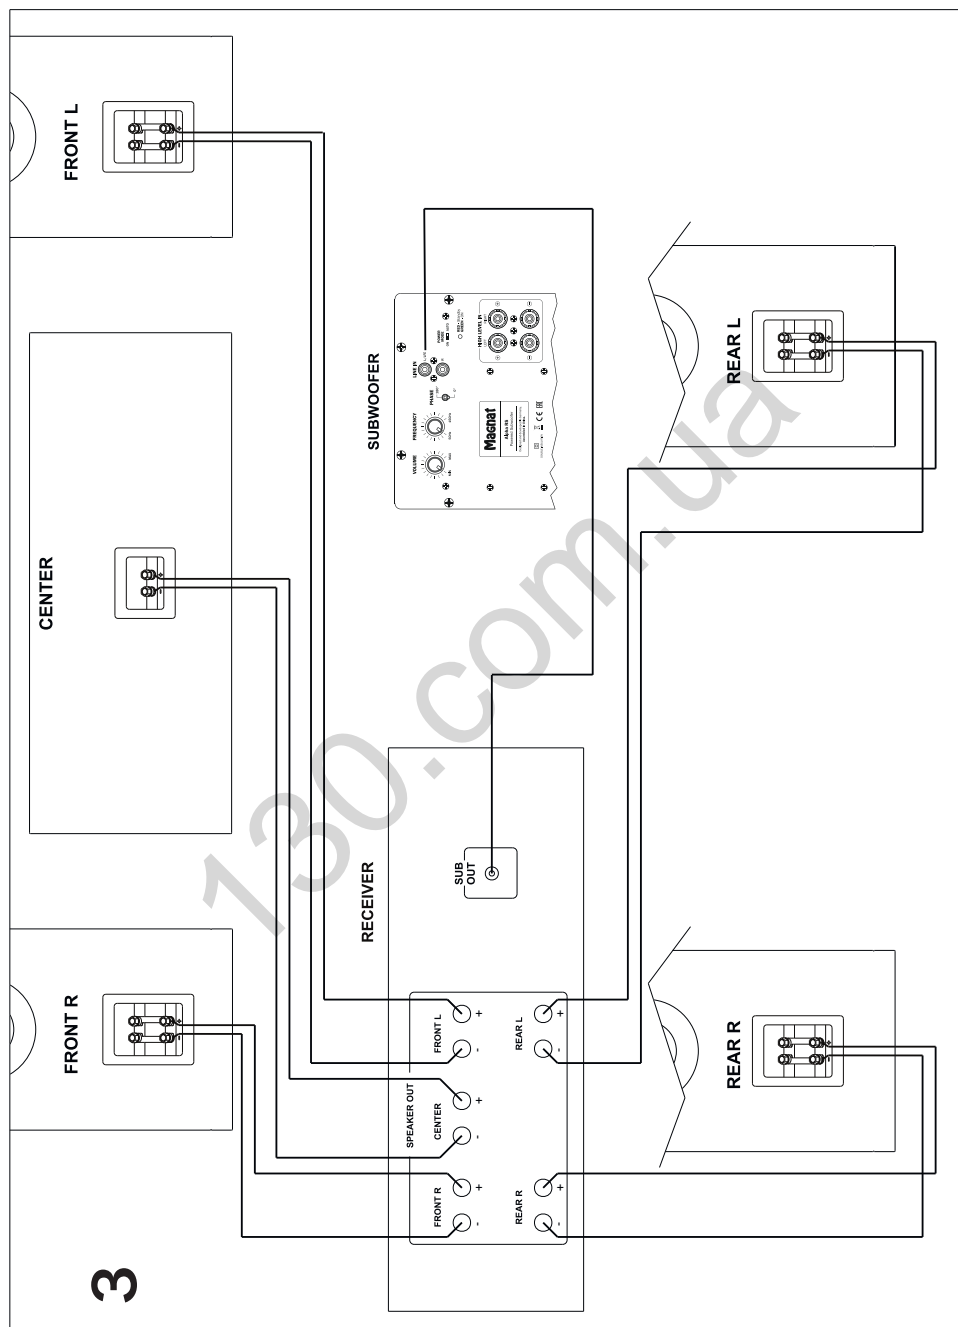 3
FRONT R
CENTER
FRONT L
+
-
+
-
+
-
RECEIVER
SPEAKER OUT
FRONT R
-
+
CENTER
-
+
FRONT L
-
+
REAR R
-
+
REAR L
-
+
SUB
OUT
SUBWOOFER
VOLUME
FREQUENCY
PHASE
LINE IN
HIGH LEVEL IN
Magnat
REAR R
-
+
REAR L
-
+
130.com.ua